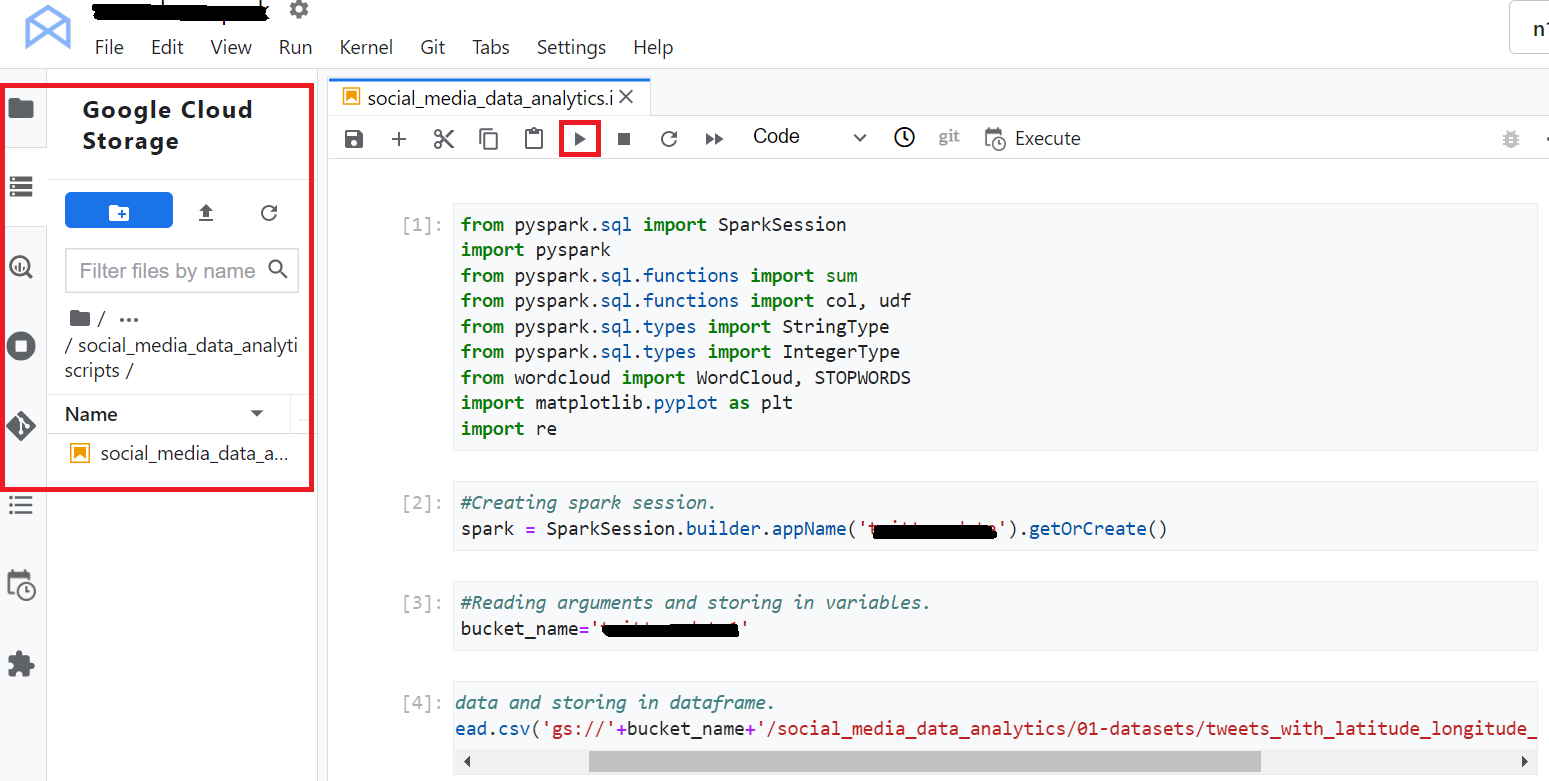 File Edit View Run Kernel Git Tabs Settings Help
n1
Google Cloud
Storage
Filter files by name
/ ...
/ social_media_data_analyti
scripts /
Name
social_media_data_a...
social_media_data_analytics.i
Code git Execute
[1]: from pyspark.sql import SparkSession
import pyspark
from pyspark.sql.functions import sum
from pyspark.sql.functions import col, udf
from pyspark.sql.types import StringType
from pyspark.sql.types import IntegerType
from wordcloud import WordCloud, STOPWORDS
import matplotlib.pyplot as plt
import re
[2]: #Creating spark session.
spark = SparkSession.builder.appName('').getOrCreate()
[3]: #Reading arguments and storing in variables.
bucket_name=''
[4]: data and storing in dataframe.
ead.csv('gs://'+bucket_name+'/social_media_data_analytics/01-datasets/tweets_with_latitude_longitude_